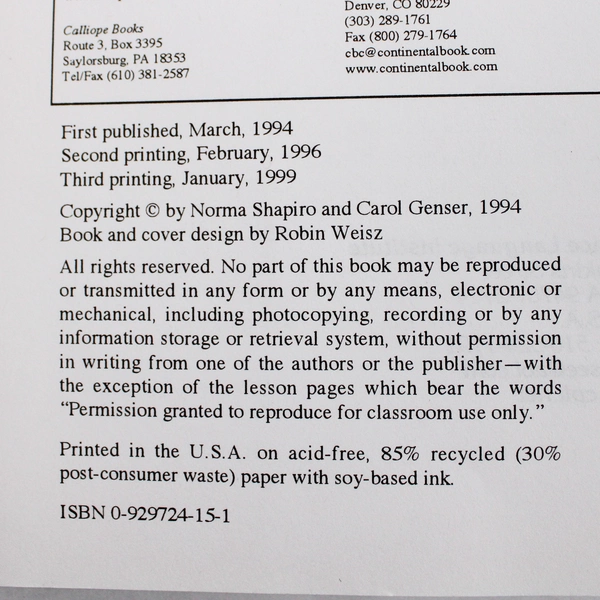 Calliope Books
Route 3, Box 3395
Saylorsburg, PA 18353
Tel/Fax (610) 381-2587
Denver, CO 80229
(303) 289-1761
Fax (800) 279-1764
cbc@continentalbook.com
www.continentalbook.com
First published, March, 1994
Second printing, February, 1996
Third printing, January, 1999
Copyright © by Norma Shapiro and Carol Genser, 1994
Book and cover design by Robin Weisz
All rights reserved. No part of this book may be reproduced
or transmitted in any form or by any means, electronic or
mechanical, including photocopying, recording or by any
information storage or retrieval system, without permission
in writing from one of the authors or the publisher—with
the exception of the lesson pages which bear the words
“Permission granted to reproduce for classroom use only.”
Printed in the U.S.A. on acid-free, 85% recycled (30%
post-consumer waste) paper with soy-based ink.
ISBN 0-929724-15-1